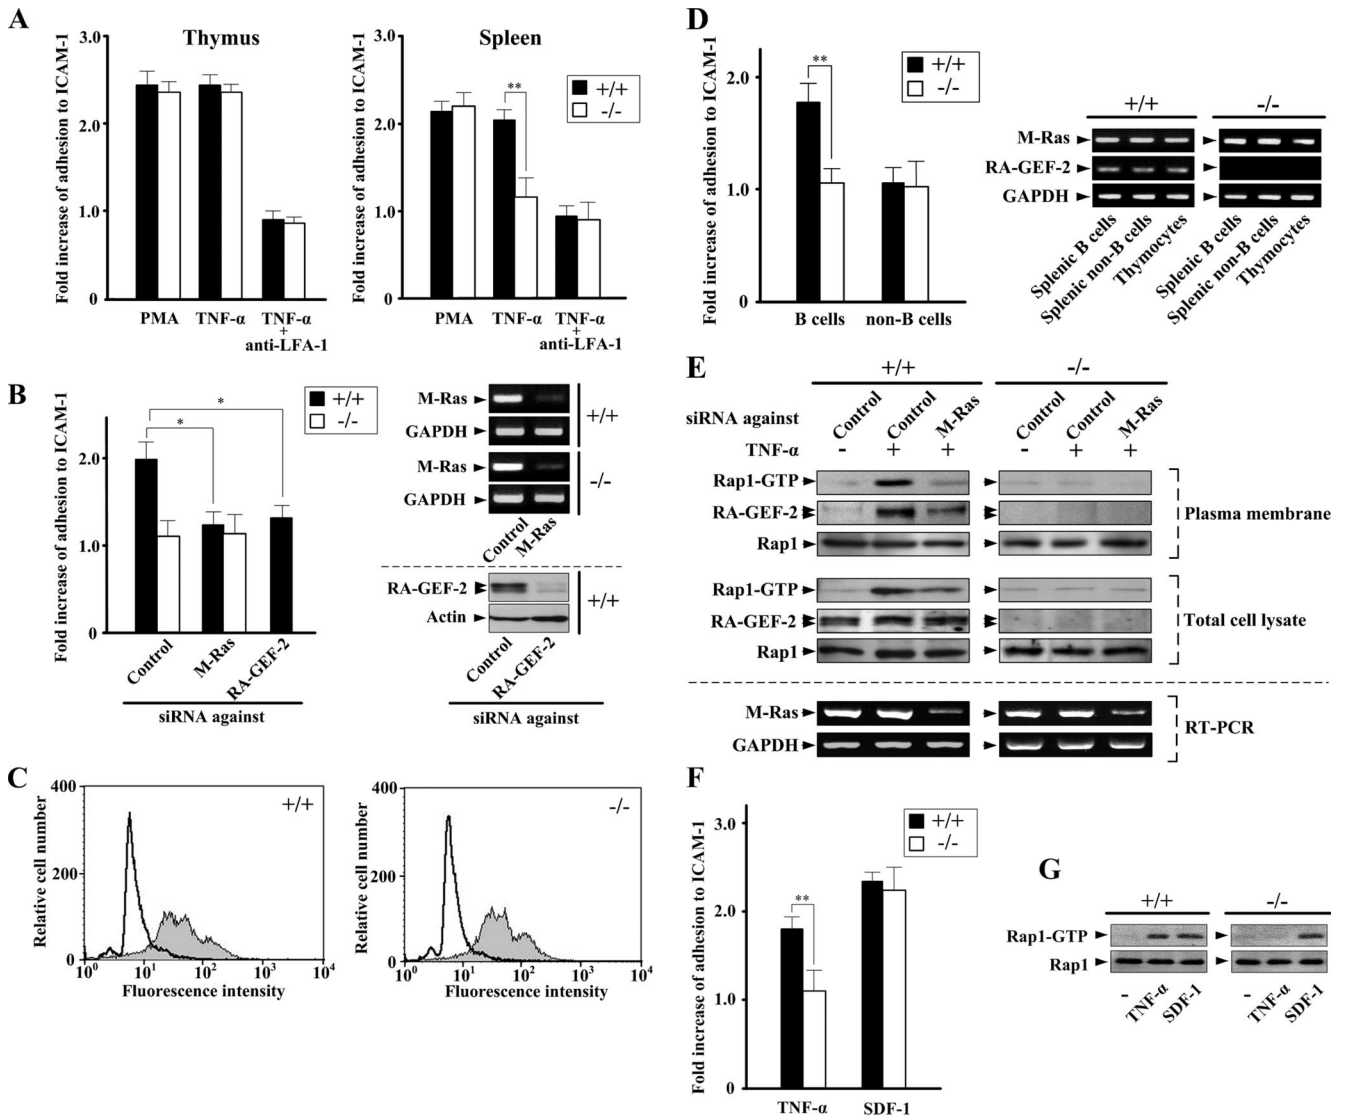 A
Thymus
Fold increase of adhesion to ICAM-1
3.0
2.0
1.0
0
PMA
TNF-α
TNF-α
+
anti-LFA-1
Spleen
Fold increase of adhesion to ICAM-1
3.0
2.0
1.0
0
**
+/+
-/-
PMA
TNF-α
TNF-α
+
anti-LFA-1
B
Fold increase of adhesion to ICAM-1
2.0
1.0
0
*
*
+/+
-/-
Control
M-Ras
RA-GEF-2
siRNA against
M-Ras
GAPDH
+/+
M-Ras
GAPDH
-/-
Control
M-Ras
RA-GEF-2
Actin
+/+
Control
RA-GEF-2
siRNA against
C
Relative cell number
400
200
0
+/+
10⁰ 10¹ 10² 10³ 10⁴
Fluorescence intensity
Relative cell number
400
200
0
-/-
10⁰ 10¹ 10² 10³ 10⁴
Fluorescence intensity
D
Fold increase of adhesion to ICAM-1
2.0
1.0
0
**
+/+
-/-
B cells
non-B cells
+/+ -/-
M-Ras
RA-GEF-2
GAPDH
Splenic B cells
Splenic non-B cells
Thymocytes
Splenic B cells
Splenic non-B cells
Thymocytes
E
+/+ -/-
siRNA against
Control
Control
M-Ras
Control
Control
M-Ras
TNF-α - + + - + +
Rap1-GTP
RA-GEF-2
Rap1
Plasma membrane
Rap1-GTP
RA-GEF-2
Rap1
Total cell lysate
M-Ras
GAPDH
RT-PCR
F
Fold increase of adhesion to ICAM-1
3.0
2.0
1.0
0
**
+/+
-/-
TNF-α
SDF-1
G
+/+ -/-
Rap1-GTP
Rap1
-
TNF-α
SDF-1
-
TNF-α
SDF-1